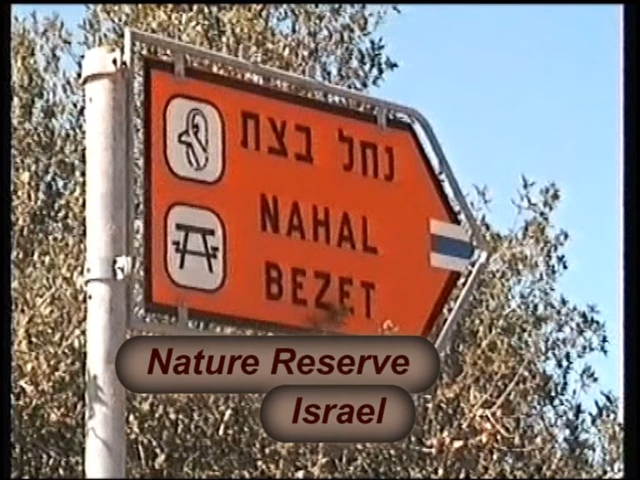 נחל בצת
NAHAL
BEZET
Nature Reserve
Israel